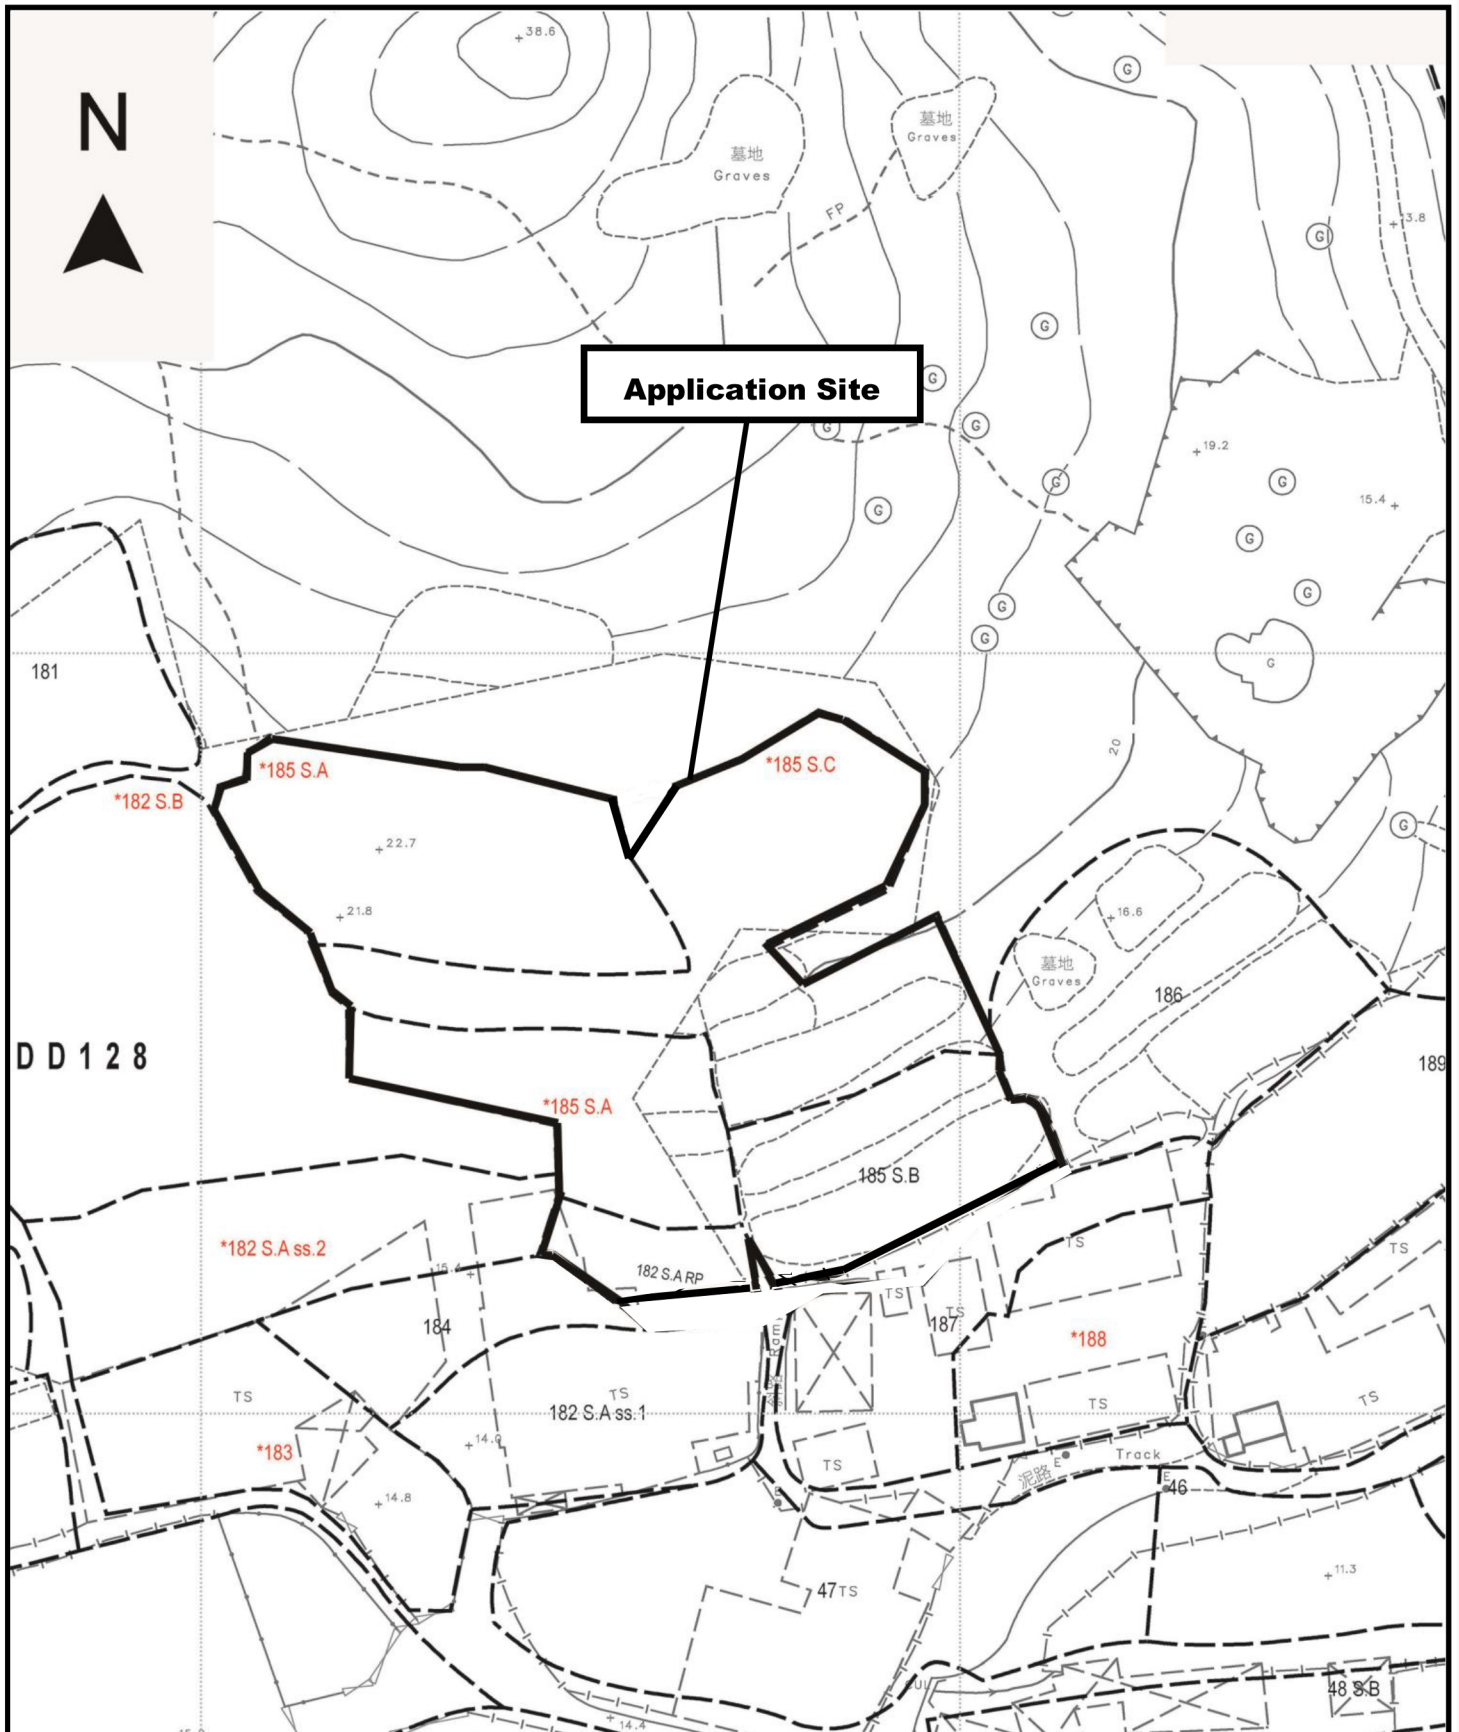 38.6
G
N
墓地
Graves
墓地
Graves
FP
G
G
Application Site
G
G
G
19.2
G
G
15.4
G
G
G
G
G
181
G
20
*185 S.A
*185 S.C
*182 S.B
G
22.7
21.8
16.6
墓地
Graves
186
DD128
189
*185 S.A
185 S.B
*182 S.A ss.2
TS
TS
182 S.A RP
15.4
TS
184
TS
187
*188
TS
TS
182 S.A ss.1
TS
TS
*183
14.0
TS
Track
泥路
E
E
46
14.8
E
11.3
47 TS
48 S.B
14.4